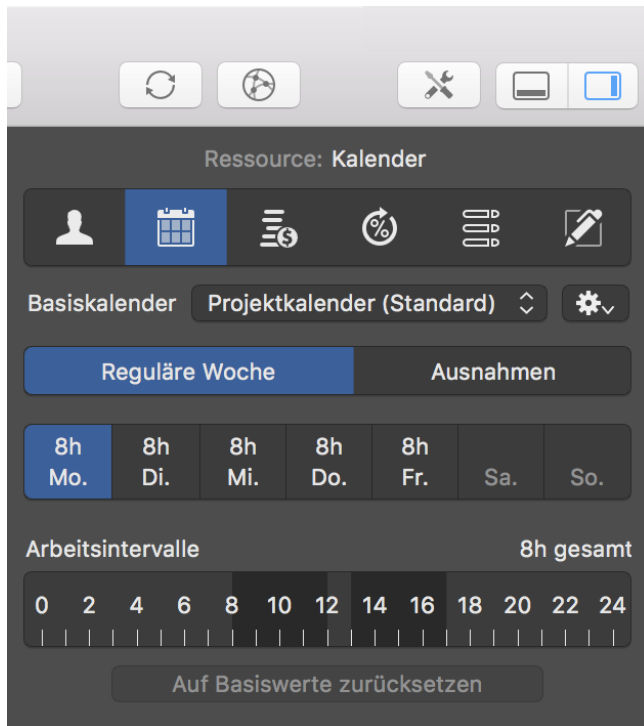 Ressource: Kalender
Basiskalender Projektkalender (Standard)
Reguläre Woche Ausnahmen
8h 8h 8h 8h 8h
Mo. Di. Mi. Do. Fr. Sa. So.
Arbeitsintervalle 8h gesamt
0 2 4 6 8 10 12 14 16 18 20 22 24
Auf Basiswerte zurücksetzen